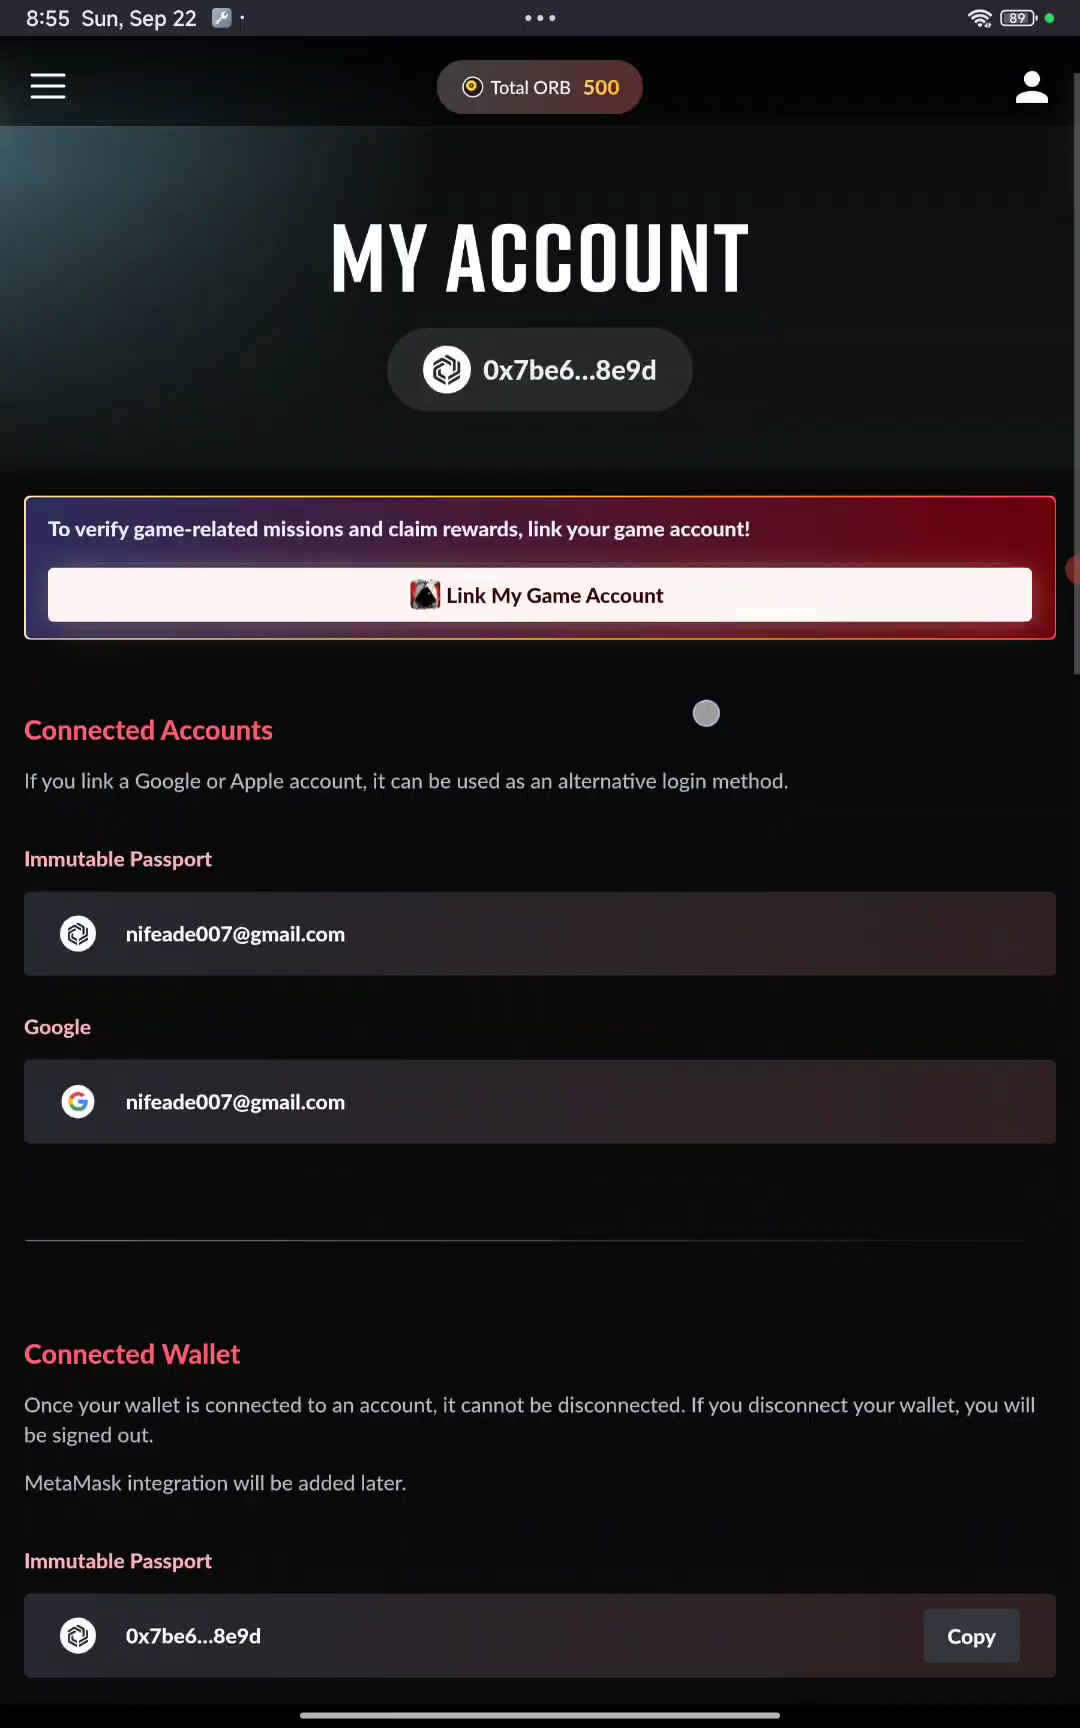 8:55 Sun, Sep 22
89
Total ORB 500
MY ACCOUNT
0x7be6...8e9d
To verify game-related missions and claim rewards, link your game account!
Link My Game Account
Connected Accounts
If you link a Google or Apple account, it can be used as an alternative login method.
Immutable Passport
nifeade007@gmail.com
Google
nifeade007@gmail.com
Connected Wallet
Once your wallet is connected to an account, it cannot be disconnected. If you disconnect your wallet, you will
be signed out.
MetaMask integration will be added later.
Immutable Passport
0x7be6...8e9d
Copy